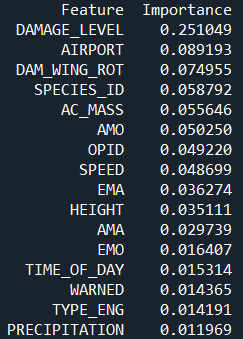 Feature Importance
DAMAGE_LEVEL 0.251049
AIRPORT 0.089193
DAM_WING_ROT 0.074955
SPECIES_ID 0.058792
AC_MASS 0.055646
AMO 0.050250
OPID 0.049220
SPEED 0.048699
EMA 0.036274
HEIGHT 0.035111
AMA 0.029739
EMO 0.016407
TIME_OF_DAY 0.015314
WARNED 0.014365
TYPE_ENG 0.014191
PRECIPITATION 0.011969